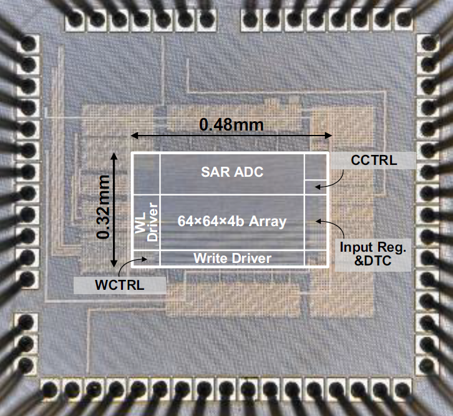 0.48mm
SAR ADC
CCTRL
0.32mm
WL
Driver
64×64×4b Array
Input Reg.
&DTC
Write Driver
WCTRL